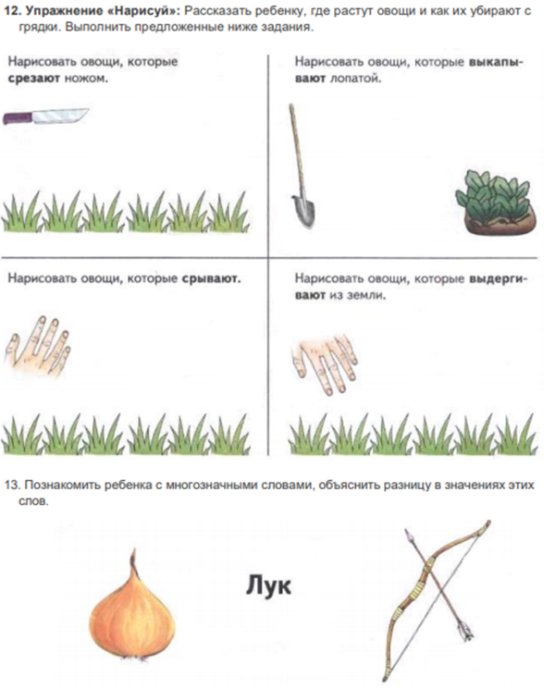 12. Упражнение «Нарисуй»: Рассказать ребенку, где растут овощи и как их убирают с
грядки. Выполнить предложенные ниже задания.
Нарисовать овощи, которые
срезают ножом.
Нарисовать овощи, которые выкапы-
вают лопатой.
Нарисовать овощи, которые срывают.
Нарисовать овощи, которые выдерги-
вают из земли.
13. Познакомить ребенка с многозначными словами, объяснить разницу в значениях этих
слов.
Лук